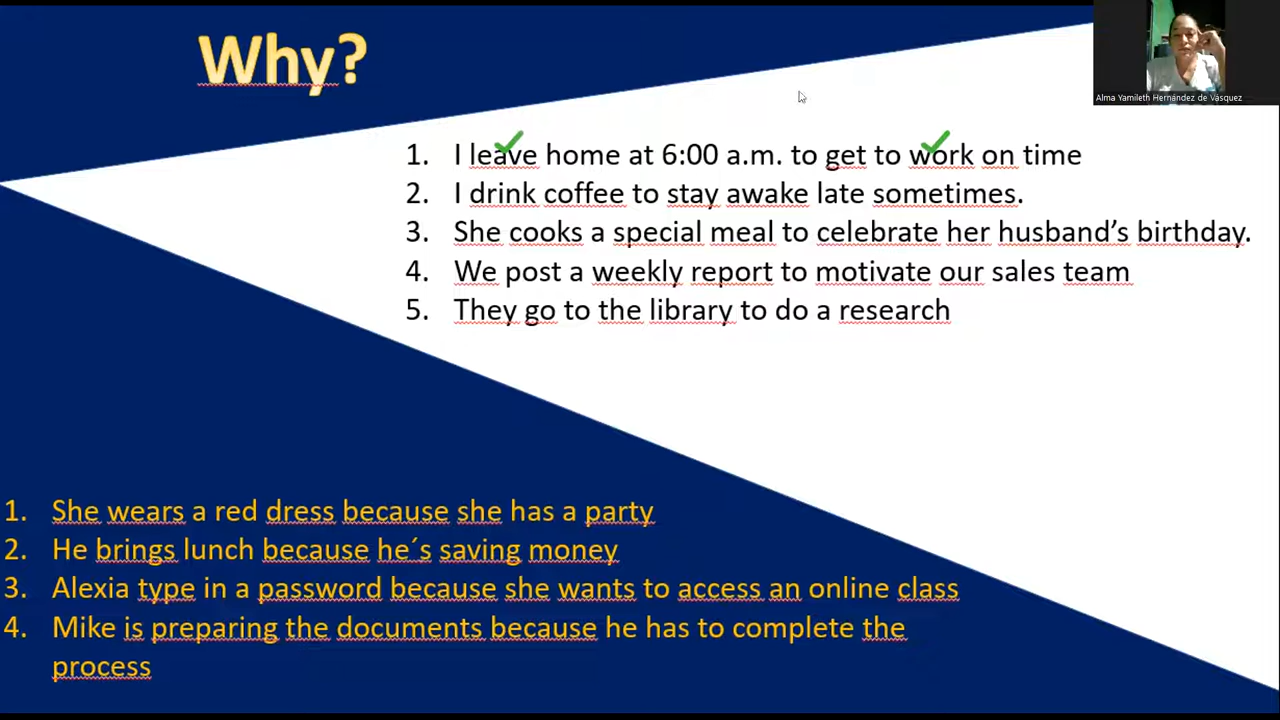 Why?
Alma Yamileth Hernández de Vásquez
1. I leave home at 6:00 a.m. to get to work on time
2. I drink coffee to stay awake late sometimes.
3. She cooks a special meal to celebrate her husband’s birthday.
4. We post a weekly report to motivate our sales team
5. They go to the library to do a research
1. She wears a red dress because she has a party
2. He brings lunch because he´s saving money
3. Alexia type in a password because she wants to access an online class
4. Mike is preparing the documents because he has to complete the
process